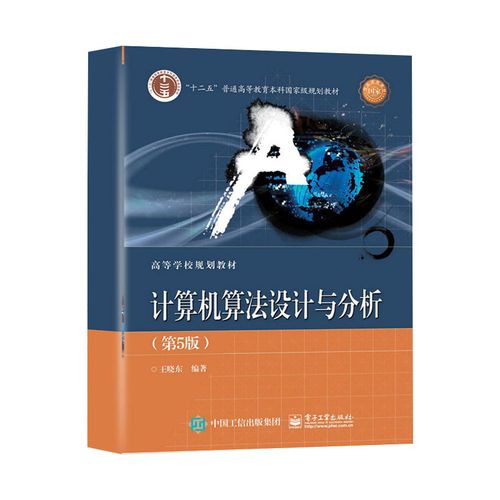 “十二五”普通高等教育本科国家级规划教材
高等学校规划教材
计算机算法设计与分析
（第5版）
王晓东 编著
中国工信出版集团
电子工业出版社